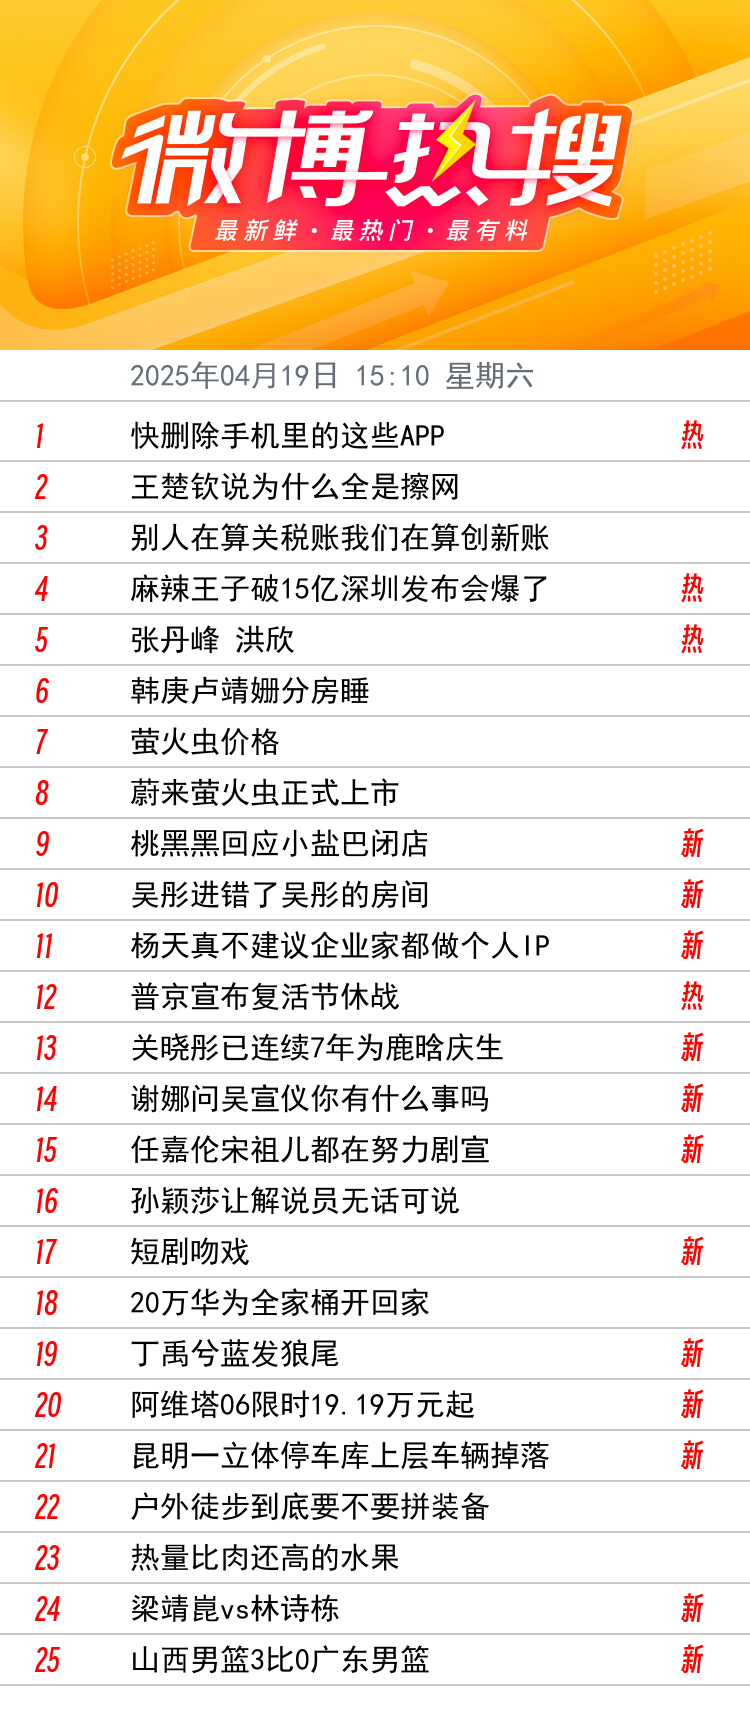 微博热搜
最新鲜·最热门·最有料
2025年04月19日 15:10 星期六
1 快删除手机里的这些APP 热
2 王楚钦说为什么全是擦网
3 别人在算关税账我们在算创新账
4 麻辣王子破15亿深圳发布会爆了 热
5 张丹峰 洪欣 热
6 韩庚卢靖姗分房睡
7 萤火虫价格
8 蔚来萤火虫正式上市
9 桃黑黑回应小盐巴闭店 新
10 吴彤进错了吴彤的房间 新
11 杨天真不建议企业家都做个人IP 新
12 普京宣布复活节休战 热
13 关晓彤已连续7年为鹿晗庆生 新
14 谢娜问吴宣仪你有什么事吗 新
15 任嘉伦宋祖儿都在努力剧宣 新
16 孙颖莎让解说员无话可说
17 短剧吻戏 新
18 20万华为全家桶开回家
19 丁禹兮蓝发狼尾 新
20 阿维塔06限时19.19万元起 新
21 昆明一立体停车库上层车辆掉落 新
22 户外徒步到底要不要拼装备
23 热量比肉还高的水果
24 梁靖崑vs林诗栋 新
25 山西男篮3比0广东男篮 新